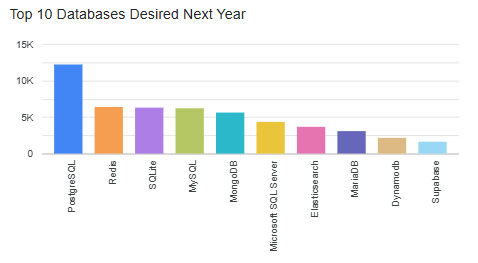 Top 10 Databases Desired Next Year
15K
10K
5K
0
PostgreSQL
Redis
SQLite
MySQL
MongoDB
Microsoft SQL Server
Elasticsearch
MariaDB
Dynamodb
Supabase